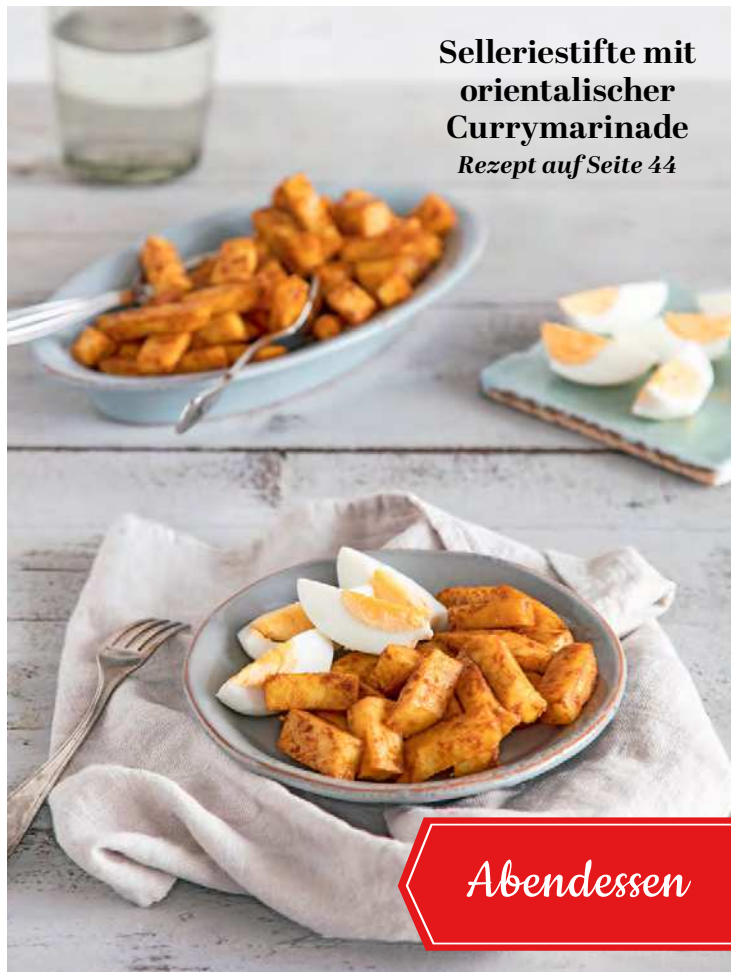 Selleriestifte mit
orientalischer
Currymarinade
Rezept auf Seite 44
Abendessen